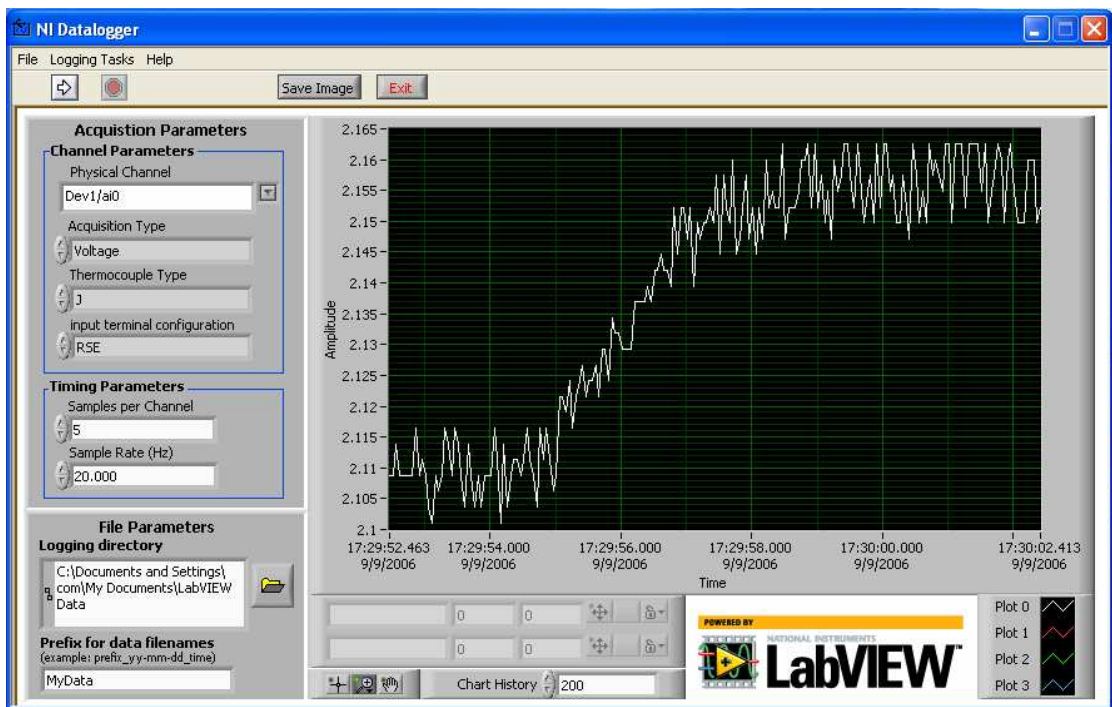 NI Datalogger
File Logging Tasks Help
Save Image Exit
Acquistion Parameters
Channel Parameters
Physical Channel
Dev1/ai0
Acquisition Type
Voltage
Thermocouple Type
J
input terminal configuration
RSE
Timing Parameters
Samples per Channel
5
Sample Rate (Hz)
20.000
File Parameters
Logging directory
C:\Documents and Settings\
com\My Documents\LabVIEW
Data
Prefix for data filenames
(example: prefix_yy-mm-dd_time)
MyData
Amplitude
2.165
2.16
2.155
2.15
2.145
2.14
2.135
2.13
2.125
2.12
2.115
2.11
2.105
2.1
17:29:52.463 17:29:54.000 17:29:56.000 17:29:58.000 17:30:00.000 17:30:02.413
9/9/2006 9/9/2006 9/9/2006 9/9/2006 9/9/2006 9/9/2006
Time
0 0
0 0
Chart History 200
POWERED BY
NATIONAL INSTRUMENTS
LabVIEW™
Plot 0
Plot 1
Plot 2
Plot 3